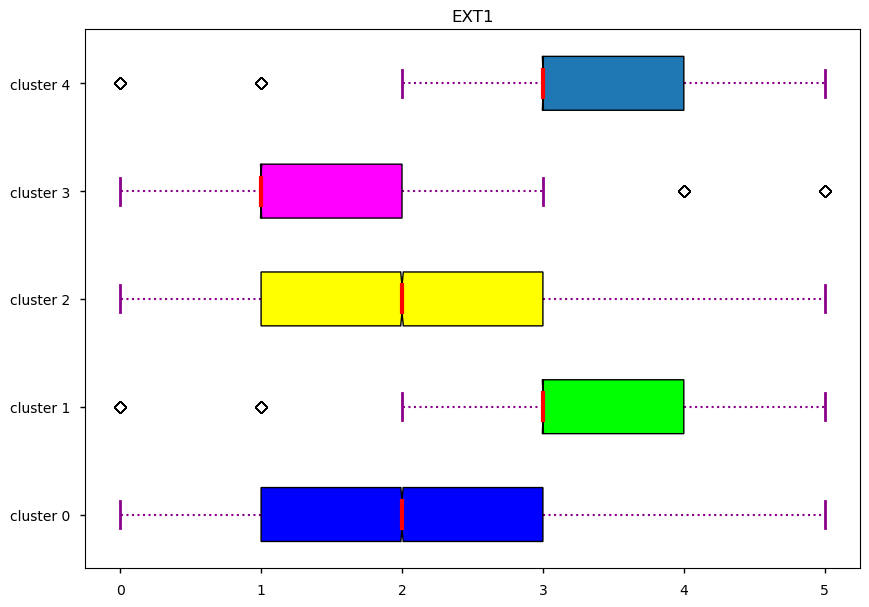 EXT1
cluster 4
cluster 3
cluster 2
cluster 1
cluster 0
0 1 2 3 4 5